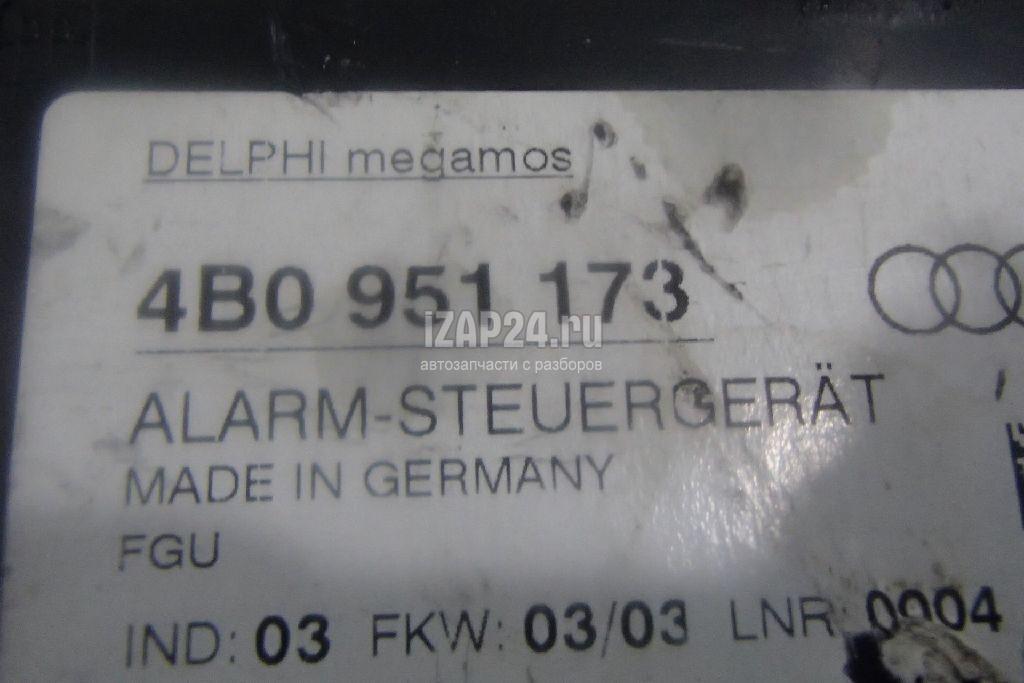 DELPHI megamos
4B0 951 173
iZAP24.ru
автозапчасти с разборов
ALARM-STEUERGERÄT
MADE IN GERMANY
FGU
IND: 03 FKW: 03/03 LNR: 0004